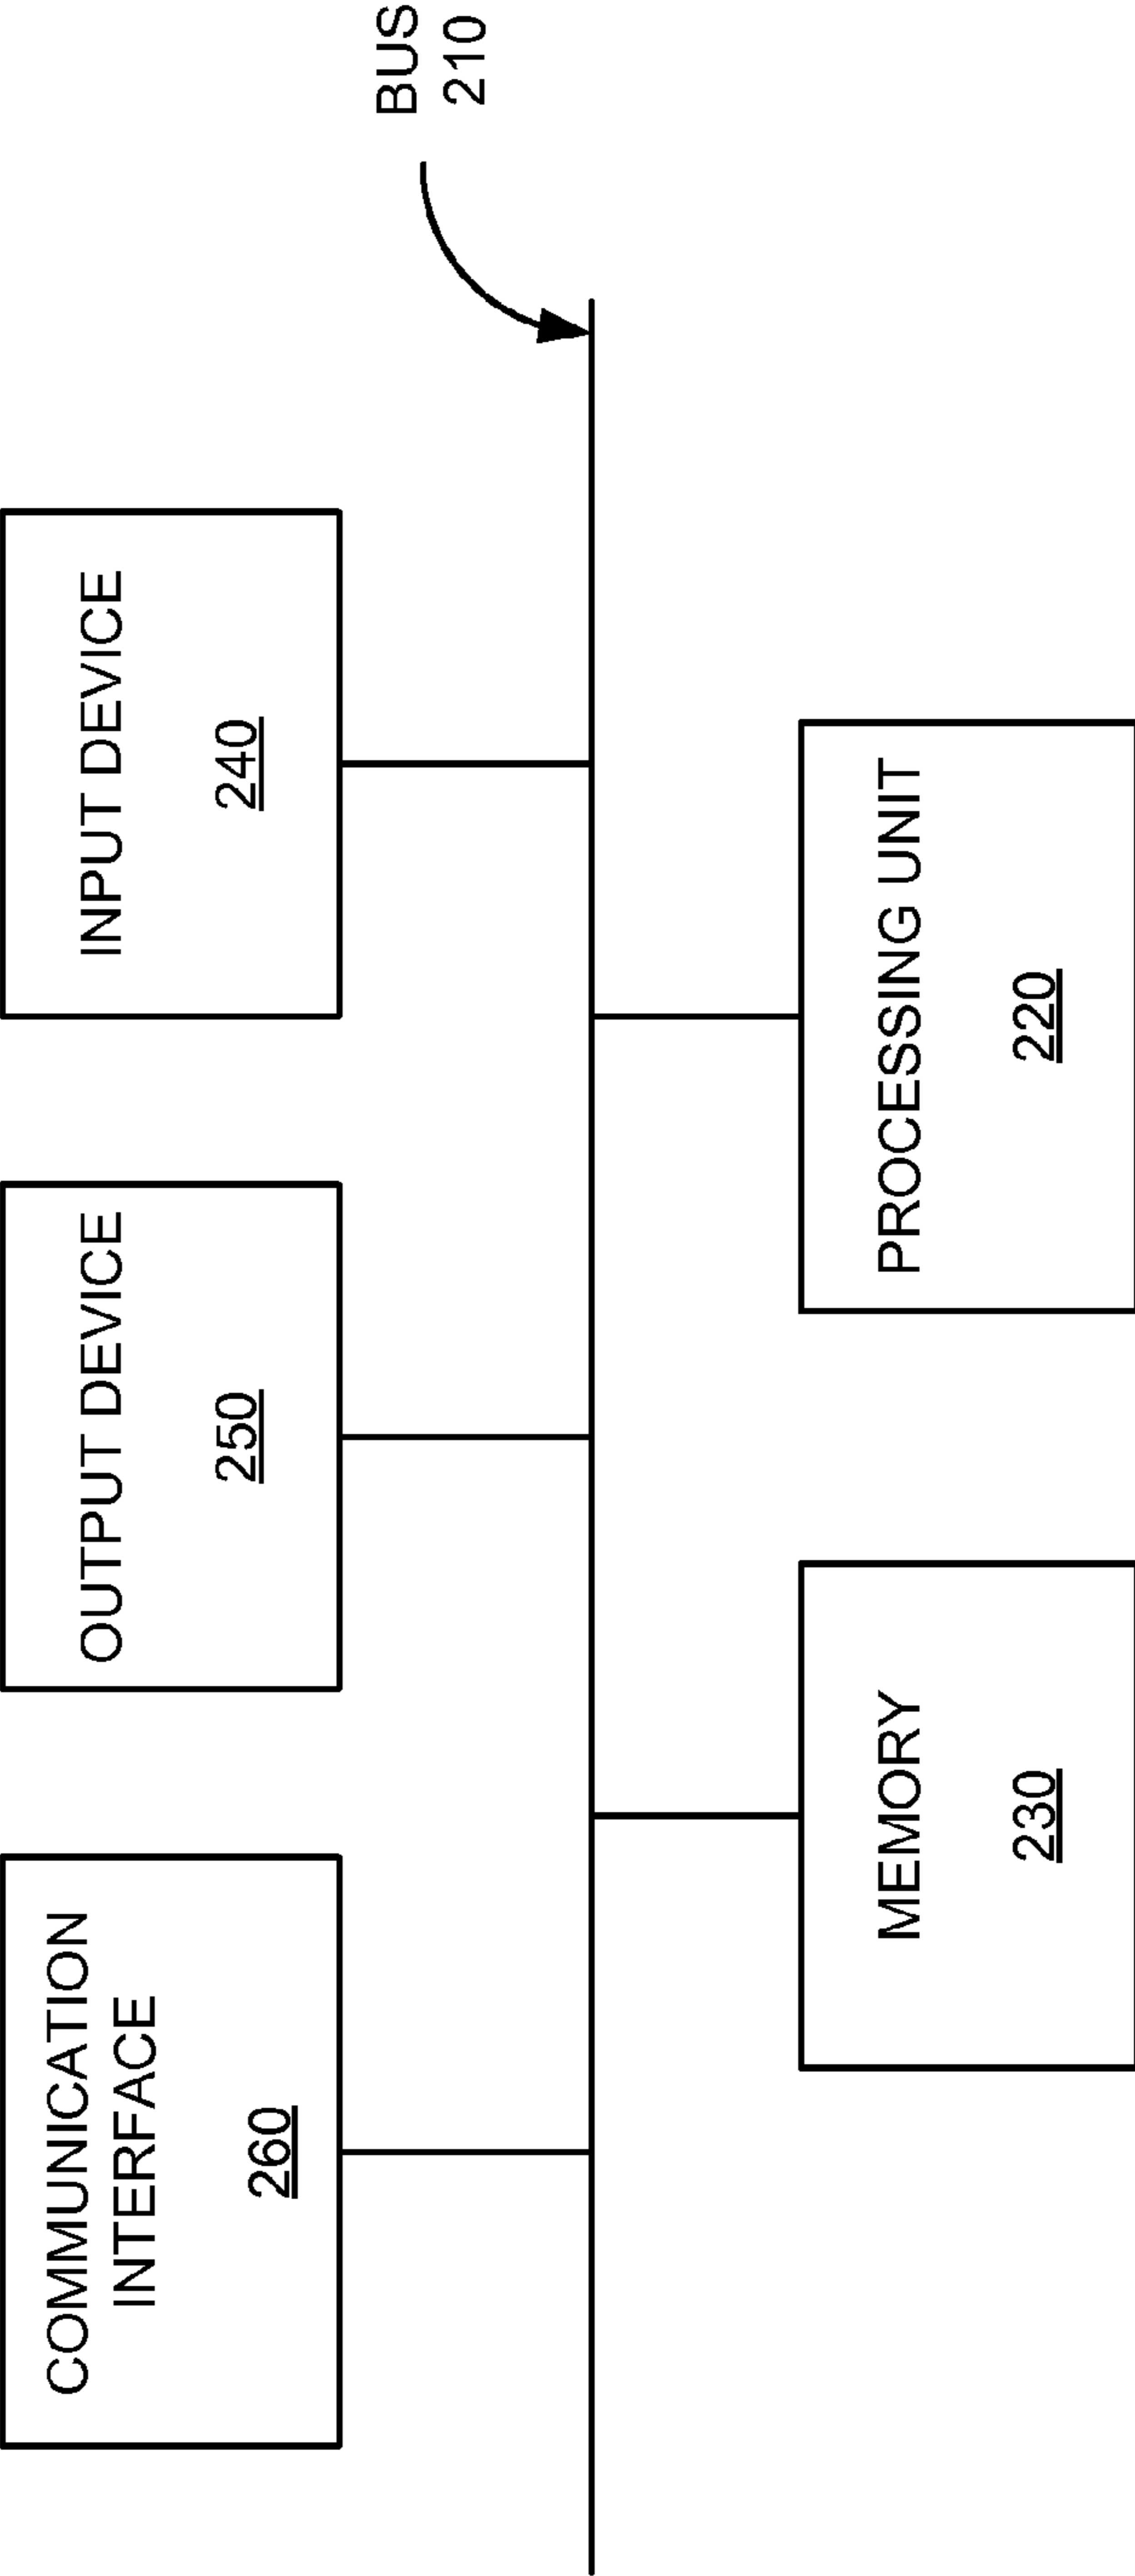 COMMUNICATION
INTERFACE
260
OUTPUT DEVICE
250
INPUT DEVICE
240
BUS
210
MEMORY
230
PROCESSING UNIT
220